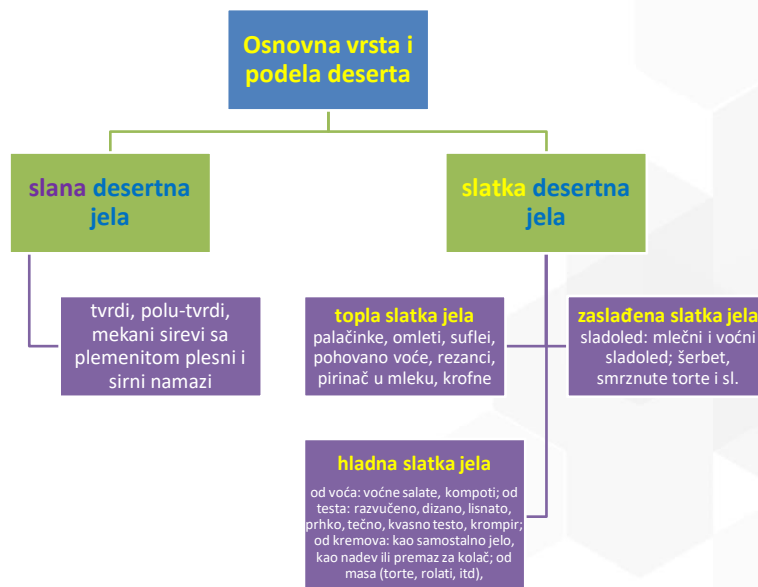 Osnovna vrsta i
podela deserta
slana desertna
jela
slatka desertna
jela
tvrdi, polu-tvrdi,
mekani sirevi sa
plemenitom plesni i
sirni namazi
topla slatka jela
palačinke, omleti, suflei,
pohovano voće, rezanci,
pirinač u mleku, krofne
zaslađena slatka jela
sladoled: mlečni i voćni
sladoled; šerbet,
smrznute torte i sl.
hladna slatka jela
od voća: voćne salate, kompoti; od
testa: razvučeno, dizano, lisnato,
prhko, tečno, kvasno testo, krompir;
od kremova: kao samostalno jelo,
kao nadev ili premaz za kolač; od
masa (torte, rolati, itd),